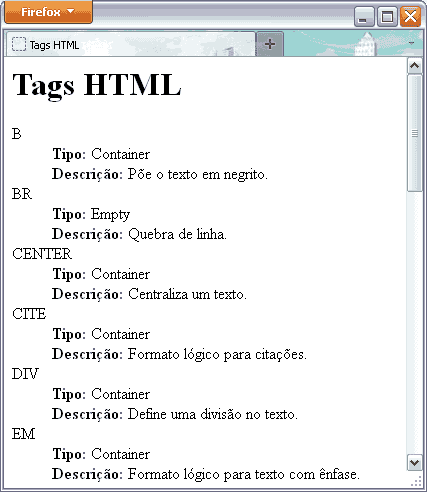 Firefox
Tags HTML
Tags HTML
B
Tipo: Container
Descrição: Põe o texto em negrito.
BR
Tipo: Empty
Descrição: Quebra de linha.
CENTER
Tipo: Container
Descrição: Centraliza um texto.
CITE
Tipo: Container
Descrição: Formato lógico para citações.
DIV
Tipo: Container
Descrição: Define uma divisão no texto.
EM
Tipo: Container
Descrição: Formato lógico para texto com ênfase.